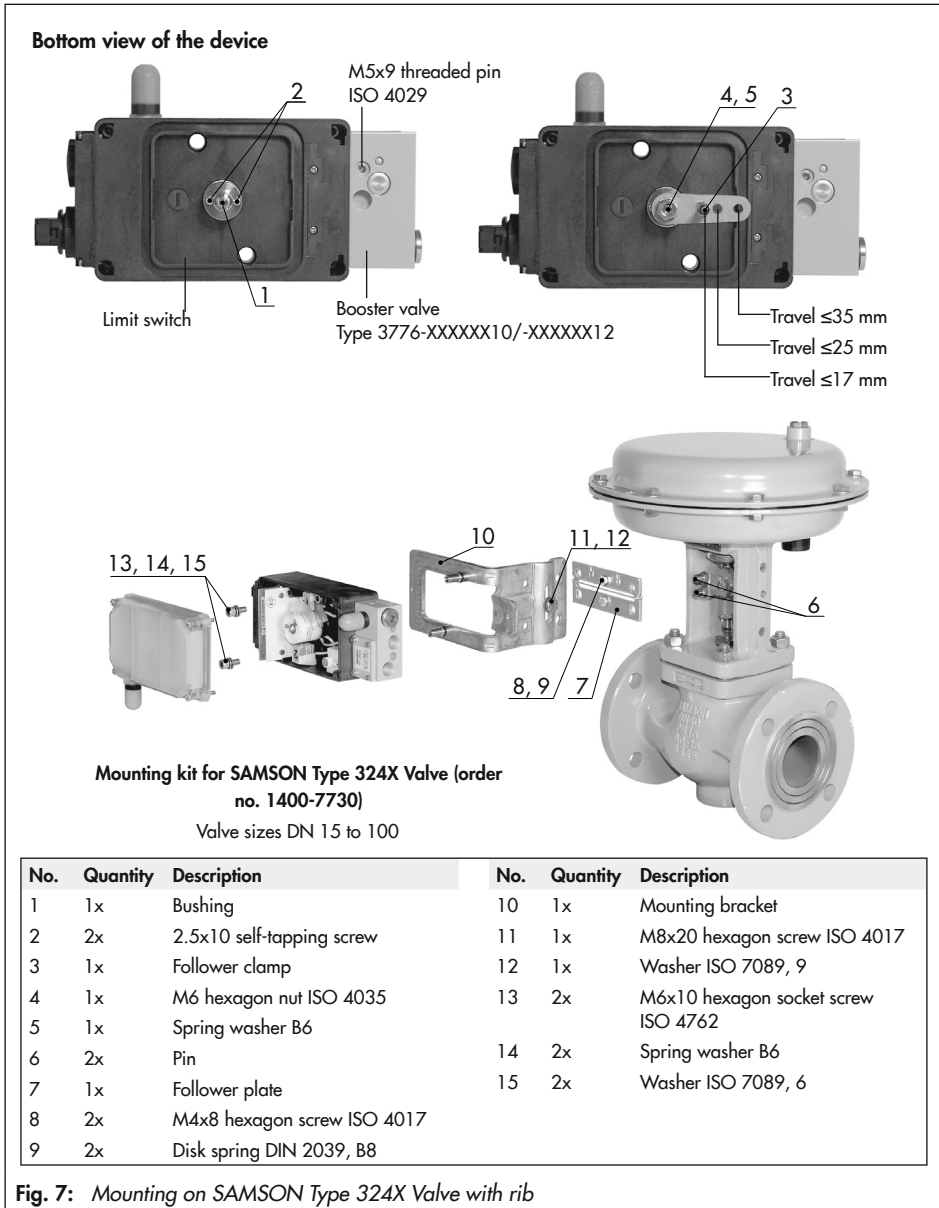 Bottom view of the device
M5x9 threaded pin
ISO 4029
2
1
Limit switch
Booster valve
Type 3776-XXXXXX10/-XXXXXX12
4, 5
3
Travel ≤35 mm
Travel ≤25 mm
Travel ≤17 mm
13, 14, 15
10
11, 12
8, 9
7
6
Mounting kit for SAMSON Type 324X Valve (order
no. 1400-7730)
Valve sizes DN 15 to 100
No. Quantity Description
1 1x Bushing
2 2x 2.5x10 self-tapping screw
3 1x Follower clamp
4 1x M6 hexagon nut ISO 4035
5 1x Spring washer B6
6 2x Pin
7 1x Follower plate
8 2x M4x8 hexagon screw ISO 4017
9 2x Disk spring DIN 2039, B8
No. Quantity Description
10 1x Mounting bracket
11 1x M8x20 hexagon screw ISO 4017
12 1x Washer ISO 7089, 9
13 2x M6x10 hexagon socket screw
ISO 4762
14 2x Spring washer B6
15 2x Washer ISO 7089, 6
Fig. 7: Mounting on SAMSON Type 324X Valve with rib